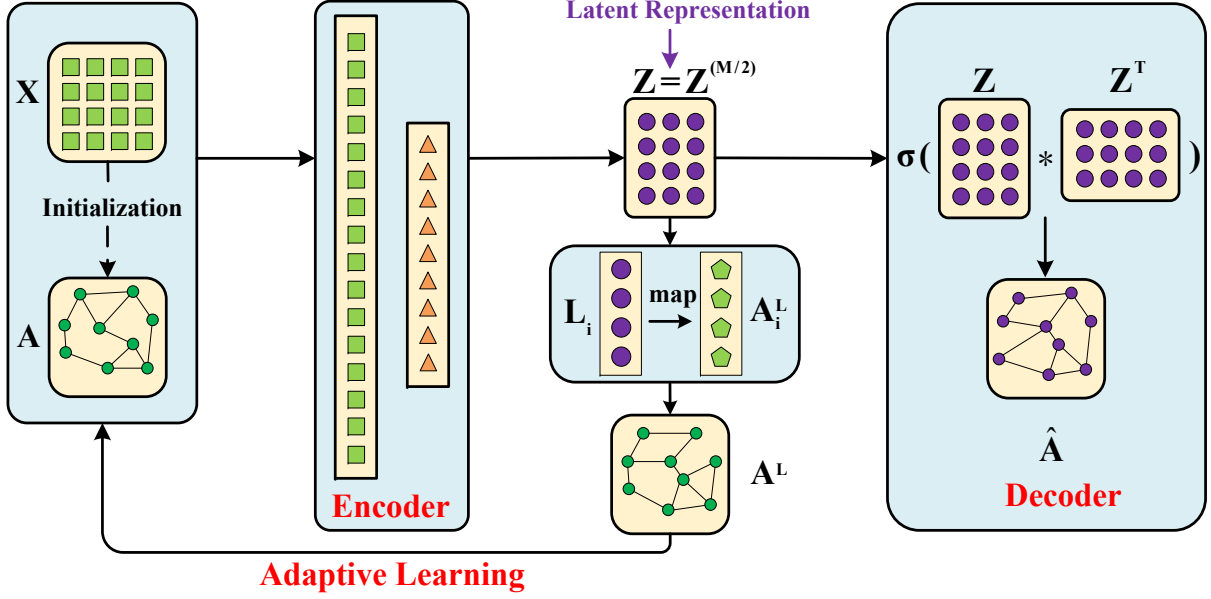 Latent Representation
X
Initialization
A
Encoder
Z=Z^(M/2)
L_i
map
A_i^L
A^L
Adaptive Learning
Z Z^T
σ( * )
Â
Decoder